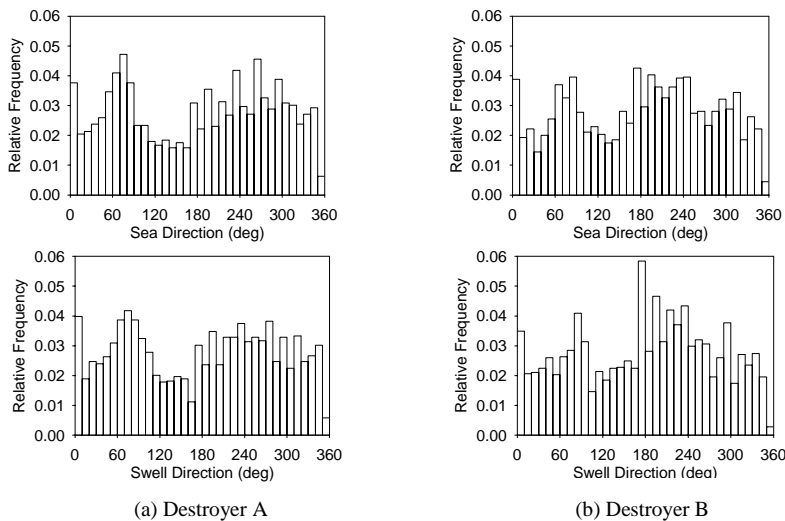 0.06
0.05
0.04
0.03
0.02
0.01
0.00
Relative Frequency
0 60 120 180 240 300 360
Sea Direction (deg)
0.06
0.05
0.04
0.03
0.02
0.01
0.00
Relative Frequency
0 60 120 180 240 300 360
Sea Direction (deg)
0.06
0.05
0.04
0.03
0.02
0.01
0.00
Relative Frequency
0 60 120 180 240 300 360
Swell Direction (deg)
0.06
0.05
0.04
0.03
0.02
0.01
0.00
Relative Frequency
0 60 120 180 240 300 360
Swell Direction (deg)
(a) Destroyer A
(b) Destroyer B